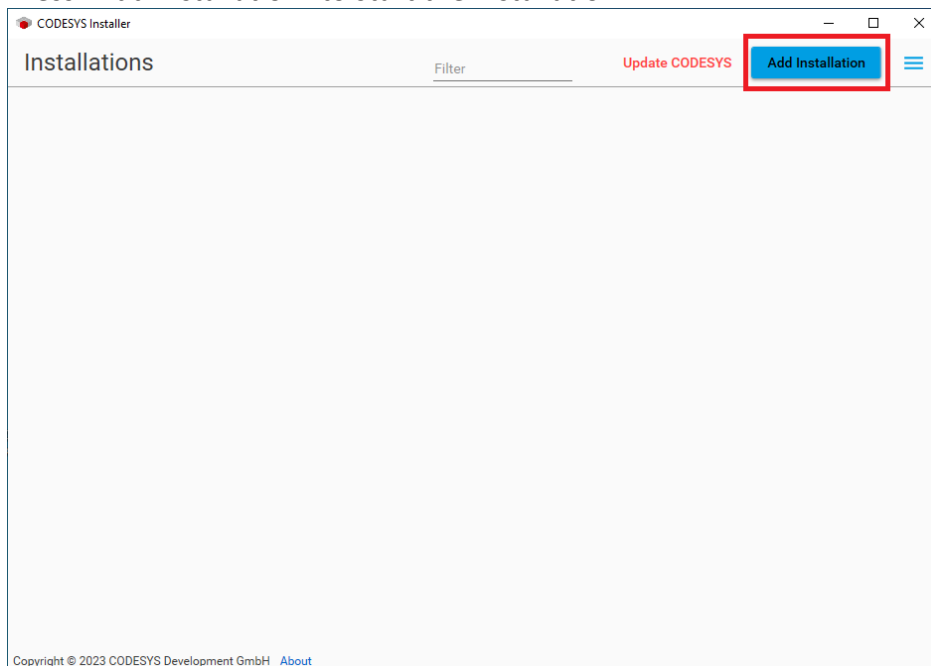 CODESYS Installer
Installations
Filter
Update CODESYS
Add Installation
Copyright © 2023 CODESYS Development GmbH About